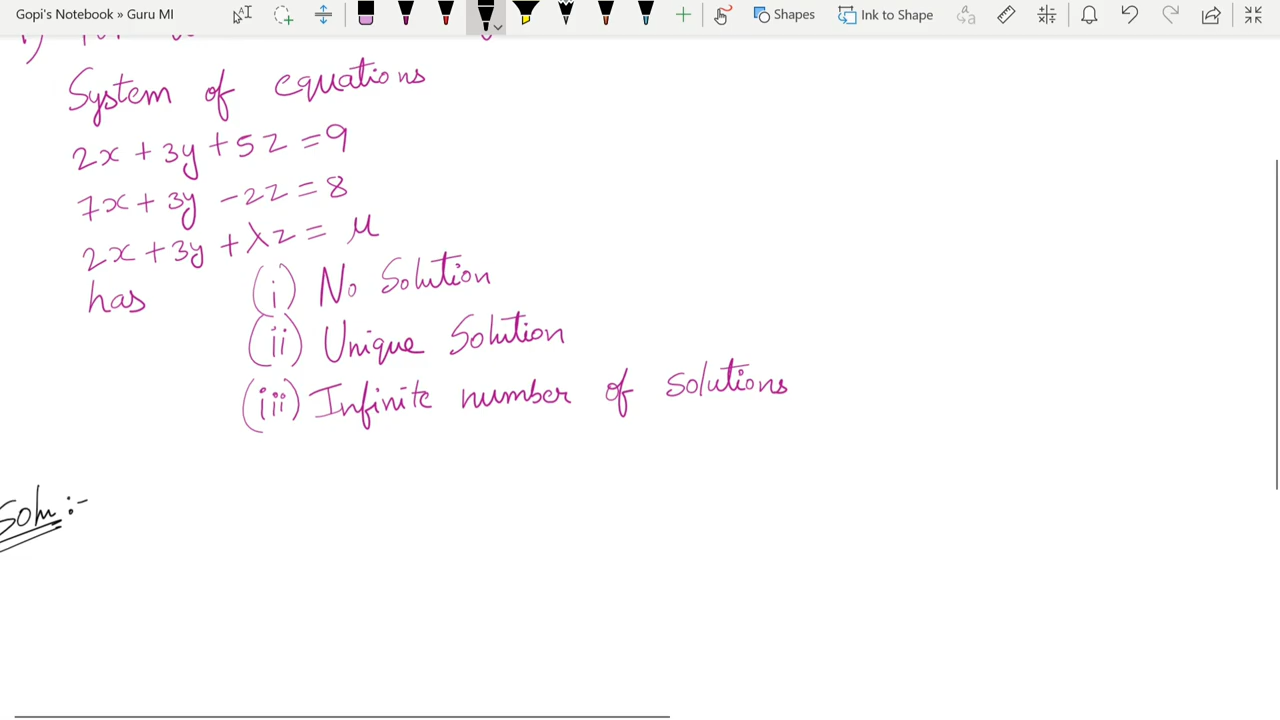 Gopi's Notebook » Guru MI
Shapes
Ink to Shape
System of equations
2x + 3y + 5z = 9
7x + 3y - 2z = 8
2x + 3y + λz = μ
has (i) No Solution
(ii) Unique Solution
(iii) Infinite number of solutions
Soln :-